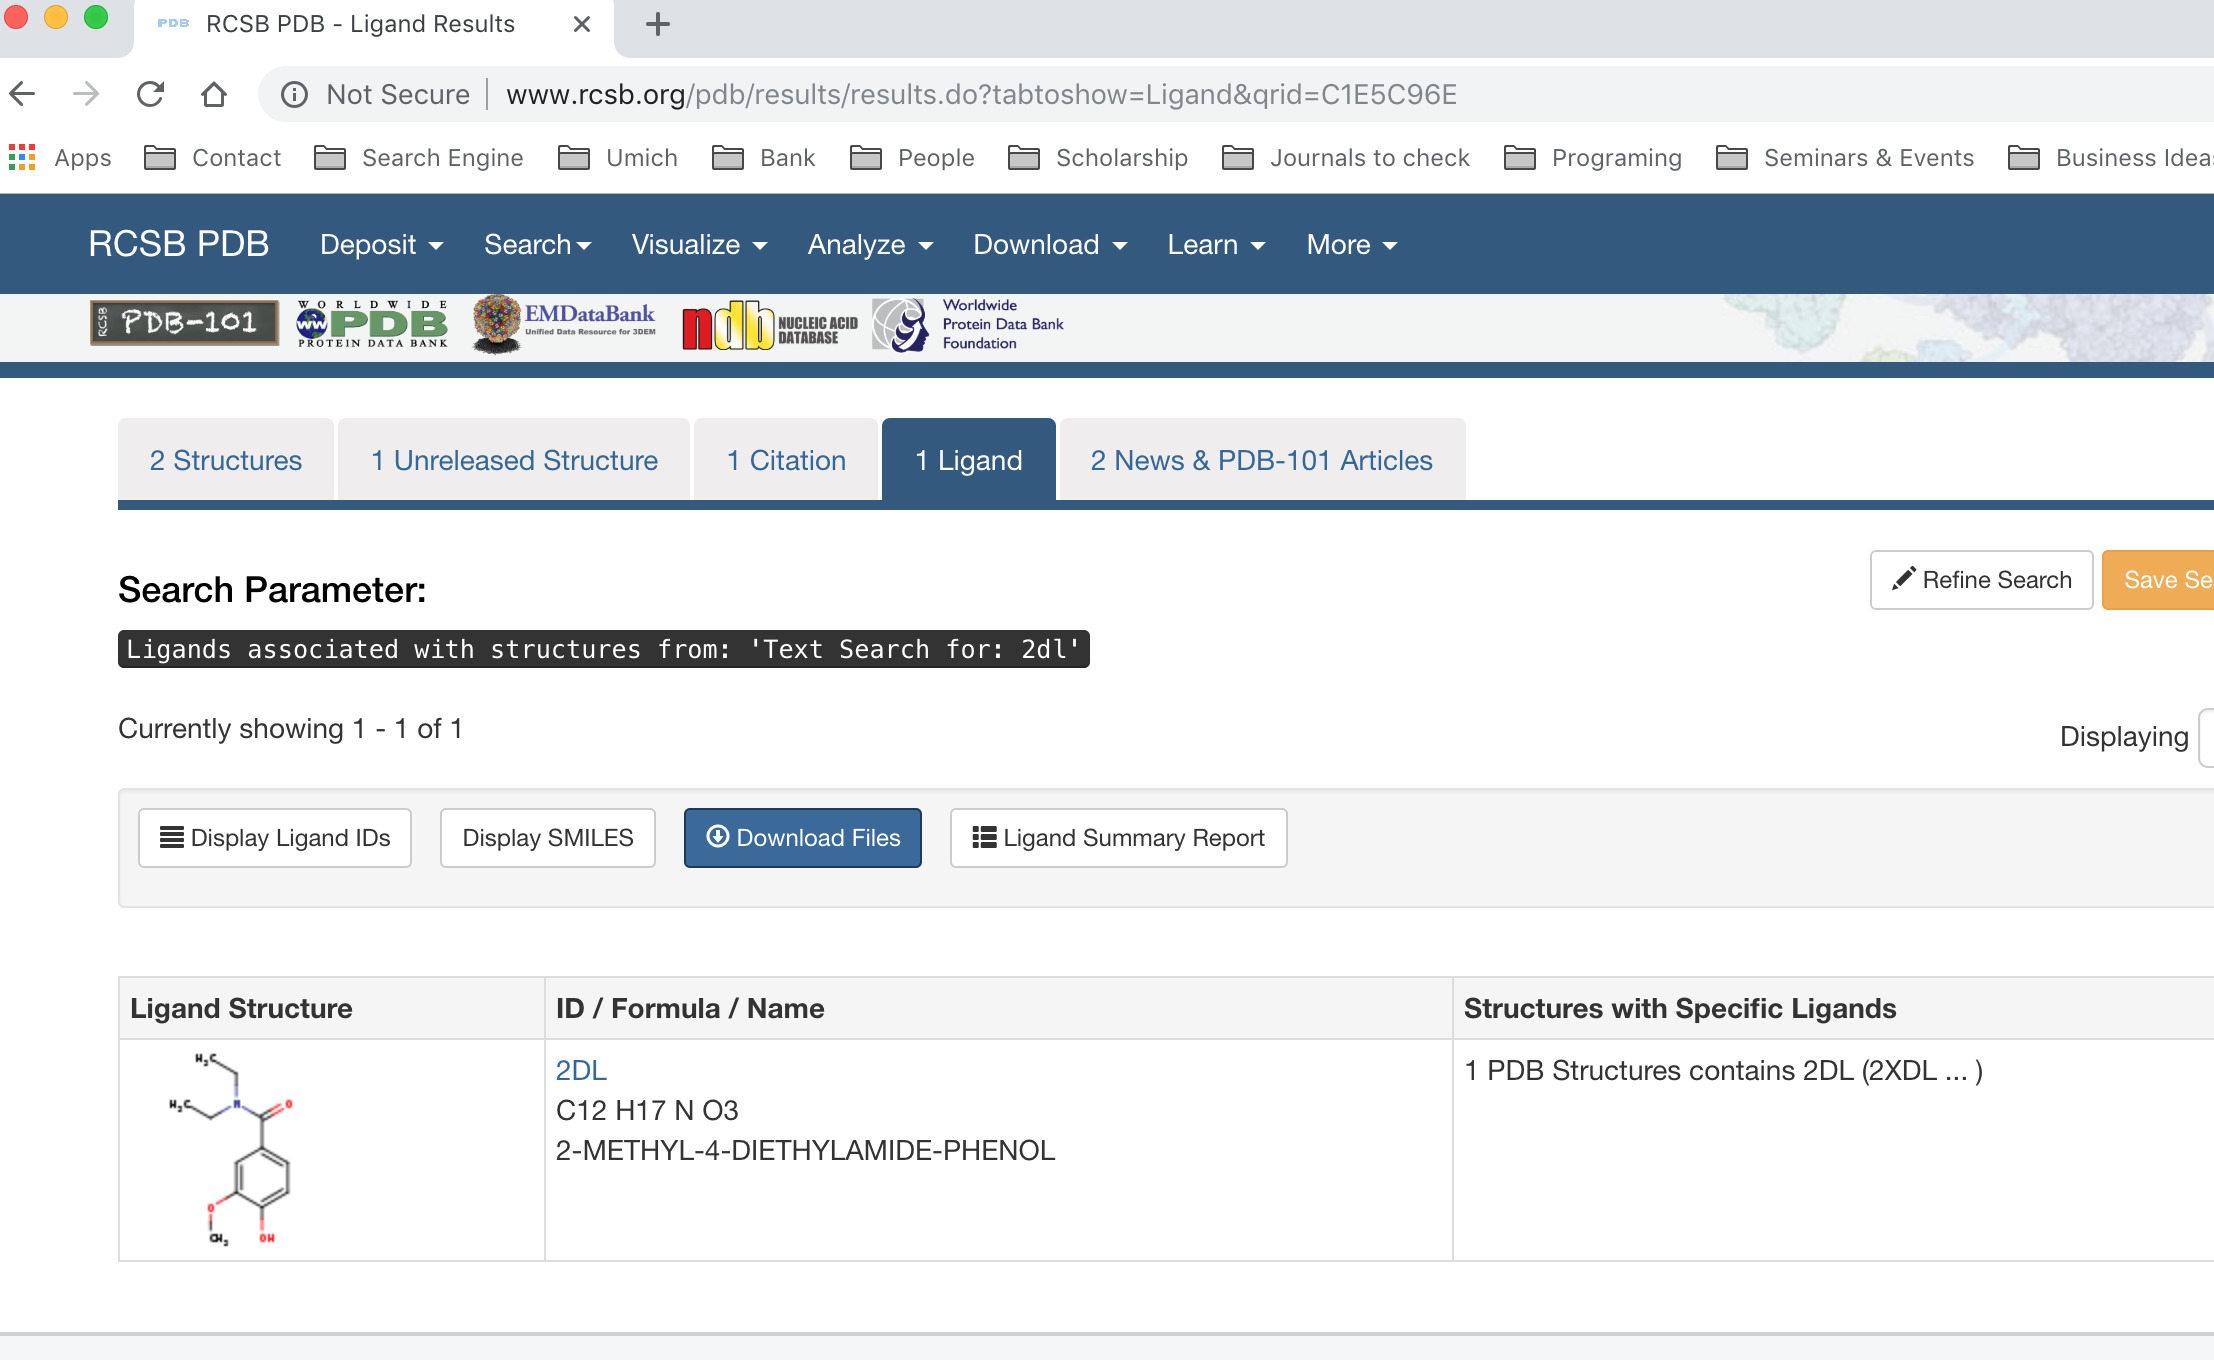 PDB RCSB PDB - Ligand Results
Not Secure www.rcsb.org/pdb/results/results.do?tabtoshow=Ligand&qrid=C1E5C96E
Apps Contact Search Engine Umich Bank People Scholarship Journals to check Programing Seminars & Events Business Ideas
RCSB PDB Deposit Search Visualize Analyze Download Learn More
RCSB PDB-101
WORLDWIDE
PDB
PROTEIN DATA BANK
EMDataBank
Unified Data Resource for 3DEM
ndb NUCLEIC ACID
DATABASE
Worldwide
Protein Data Bank
Foundation
2 Structures 1 Unreleased Structure 1 Citation 1 Ligand 2 News & PDB-101 Articles
Search Parameter:
Refine Search Save Se
Ligands associated with structures from: 'Text Search for: 2dl'
Currently showing 1 - 1 of 1
Displaying
Display Ligand IDs Display SMILES Download Files Ligand Summary Report
Ligand Structure ID / Formula / Name Structures with Specific Ligands
2DL 1 PDB Structures contains 2DL (2XDL ... )
C12 H17 N O3
2-METHYL-4-DIETHYLAMIDE-PHENOL
H3C
H3C N O
O
CH3 OH